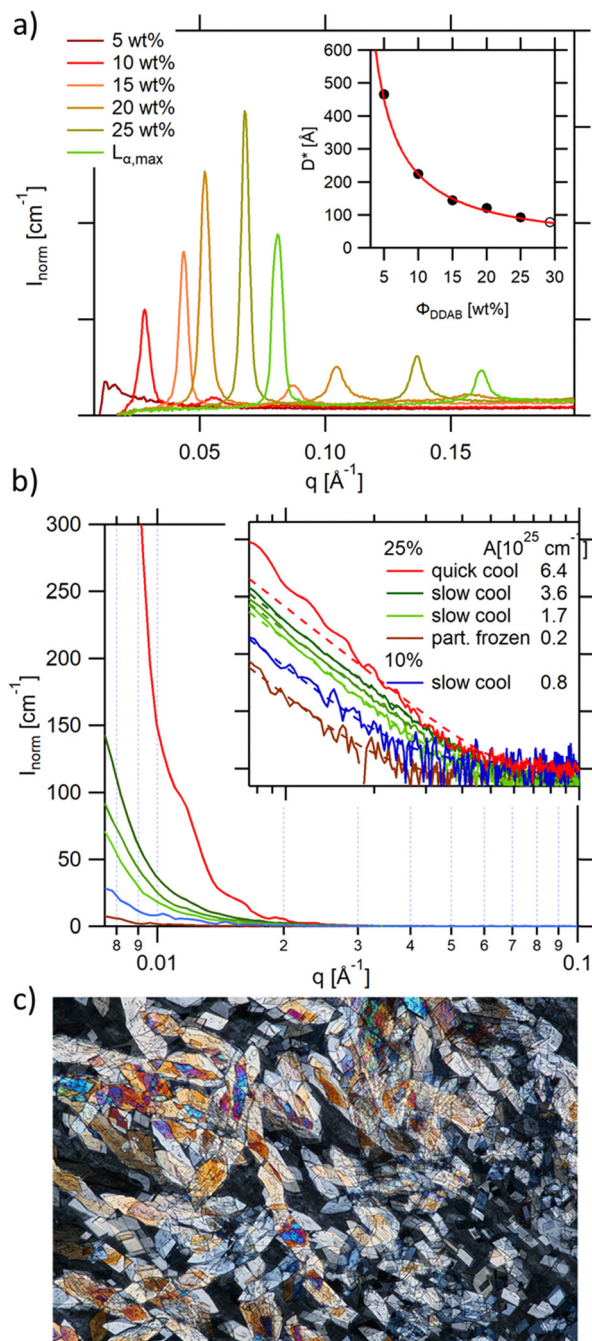 a)
5 wt%
10 wt%
15 wt%
20 wt%
25 wt%
Lα,max
600
500
400
300
200
100
0
D* [Å]
5 10 15 20 25 30
ΦDDAB [wt%]
Inorm [cm-1]
0.05 0.10 0.15
q [Å-1]
b)
300
250
200
150
100
50
0
Inorm [cm-1]
25% A[10^25 cm-1]
quick cool 6.4
slow cool 3.6
slow cool 1.7
part. frozen 0.2
10%
slow cool 0.8
8 9 0.01 2 3 4 5 6 7 8 9 0.1
q [Å-1]
c)